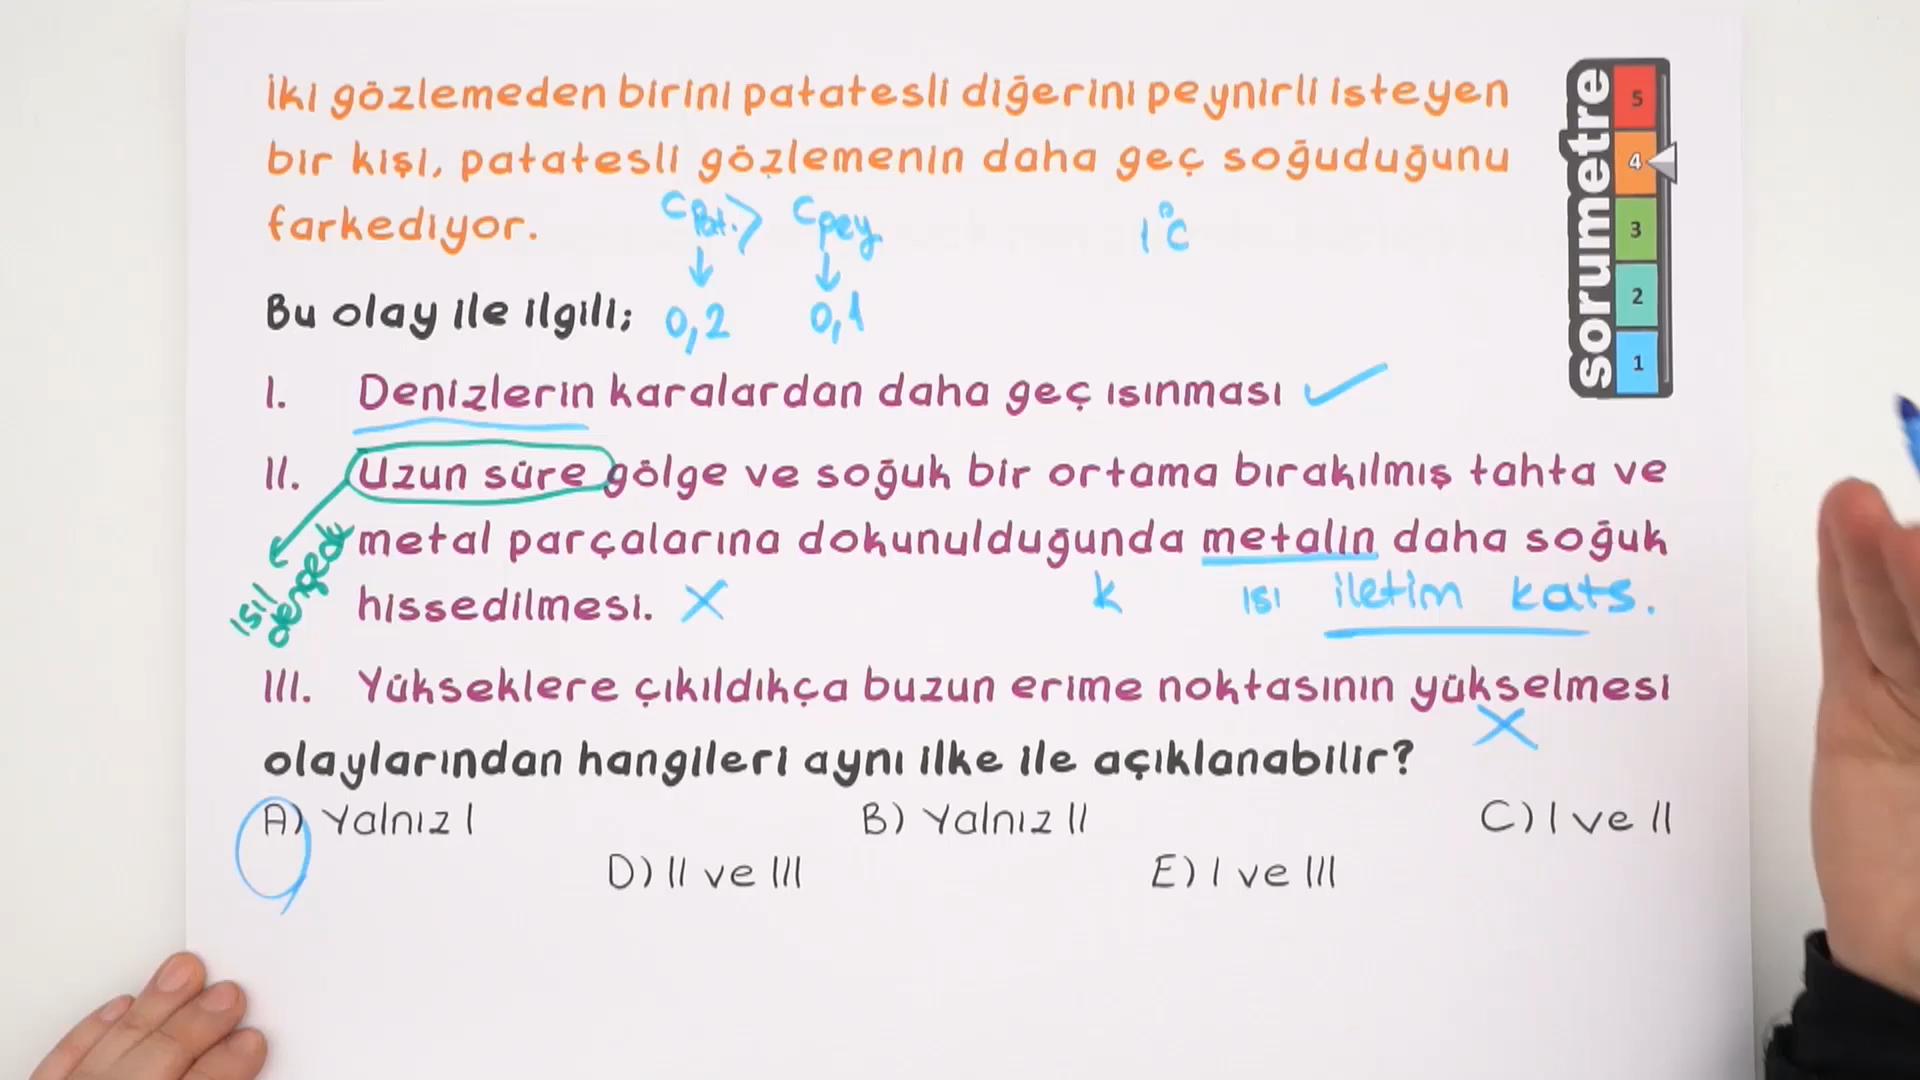 İki gözlemeden birini patatesli diğerini peynirli isteyen
bir kişi, patatesli gözlemenin daha geç soğuduğunu
farkediyor.
C pat. > C pey
1°C
Bu olay ile ilgili;
0,2 0,1
I. Denizlerin karalardan daha geç ısınması ✓
II. Uzun süre gölge ve soğuk bir ortama bırakılmış tahta ve
metal parçalarına dokunulduğunda metalin daha soğuk
hissedilmesi. X
k ısı iletim kats.
ısıl dengede
III. Yükseklere çıkıldıkça buzun erime noktasının yükselmesi
X
olaylarından hangileri aynı ilke ile açıklanabilir?
A) Yalnız I B) Yalnız II C) I ve II
D) II ve III E) I ve III
sorumetre
5
4
3
2
1